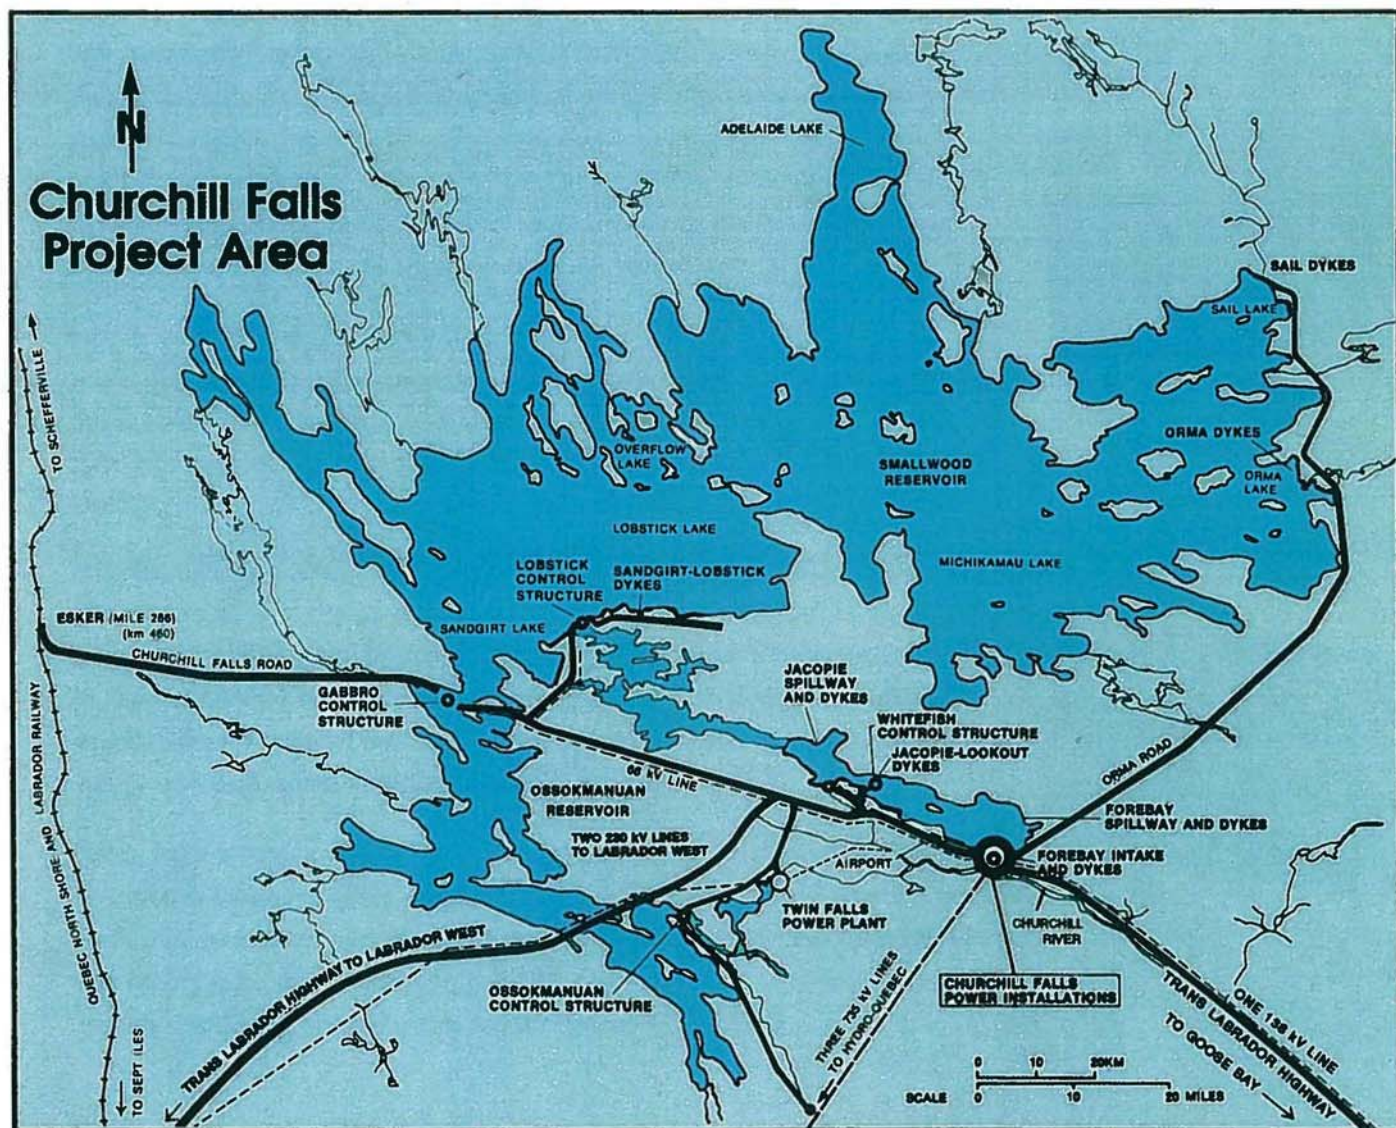 N
Churchill Falls
Project Area
ADELAIDE LAKE
SAIL DYKES
SAIL LAKE
TO SCHEFFERVILLE
ORMA DYKES
OVERFLOW
LAKE
SMALLWOOD
RESERVOIR
ORMA
LAKE
LOBSTICK LAKE
MICHIKAMAU LAKE
LOBSTICK
CONTROL
STRUCTURE
SANDGIRT-LOBSTICK
DYKES
ESKER (MILE 286)
(km 460)
SANDGIRT LAKE
CHURCHILL FALLS ROAD
GABBRO
CONTROL
STRUCTURE
JACOPIE
SPILLWAY
AND DYKES
WHITEFISH
CONTROL STRUCTURE
JACOPIE-LOOKOUT
DYKES
ORMA ROAD
66 kV LINE
OSSOKMANUAN
RESERVOIR
FOREBAY
SPILLWAY AND DYKES
TWO 230 KV LINES
TO LABRADOR WEST
AIRPORT
FOREBAY INTAKE
AND DYKES
QUEBEC NORTH SHORE AND LABRADOR RAILWAY
TWIN FALLS
POWER PLANT
CHURCHILL
RIVER
TRANS LABRADOR HIGHWAY TO LABRADOR WEST
OSSOKMANUAN
CONTROL STRUCTURE
CHURCHILL FALLS
POWER INSTALLATIONS
THREE 735 kV LINES
TO HYDRO-QUEBEC
ONE 138 kV LINE
TRANS LABRADOR HIGHWAY
TO GOOSE BAY
TO SEPT ILES
0 10 20KM
SCALE
0 10 20 MILES